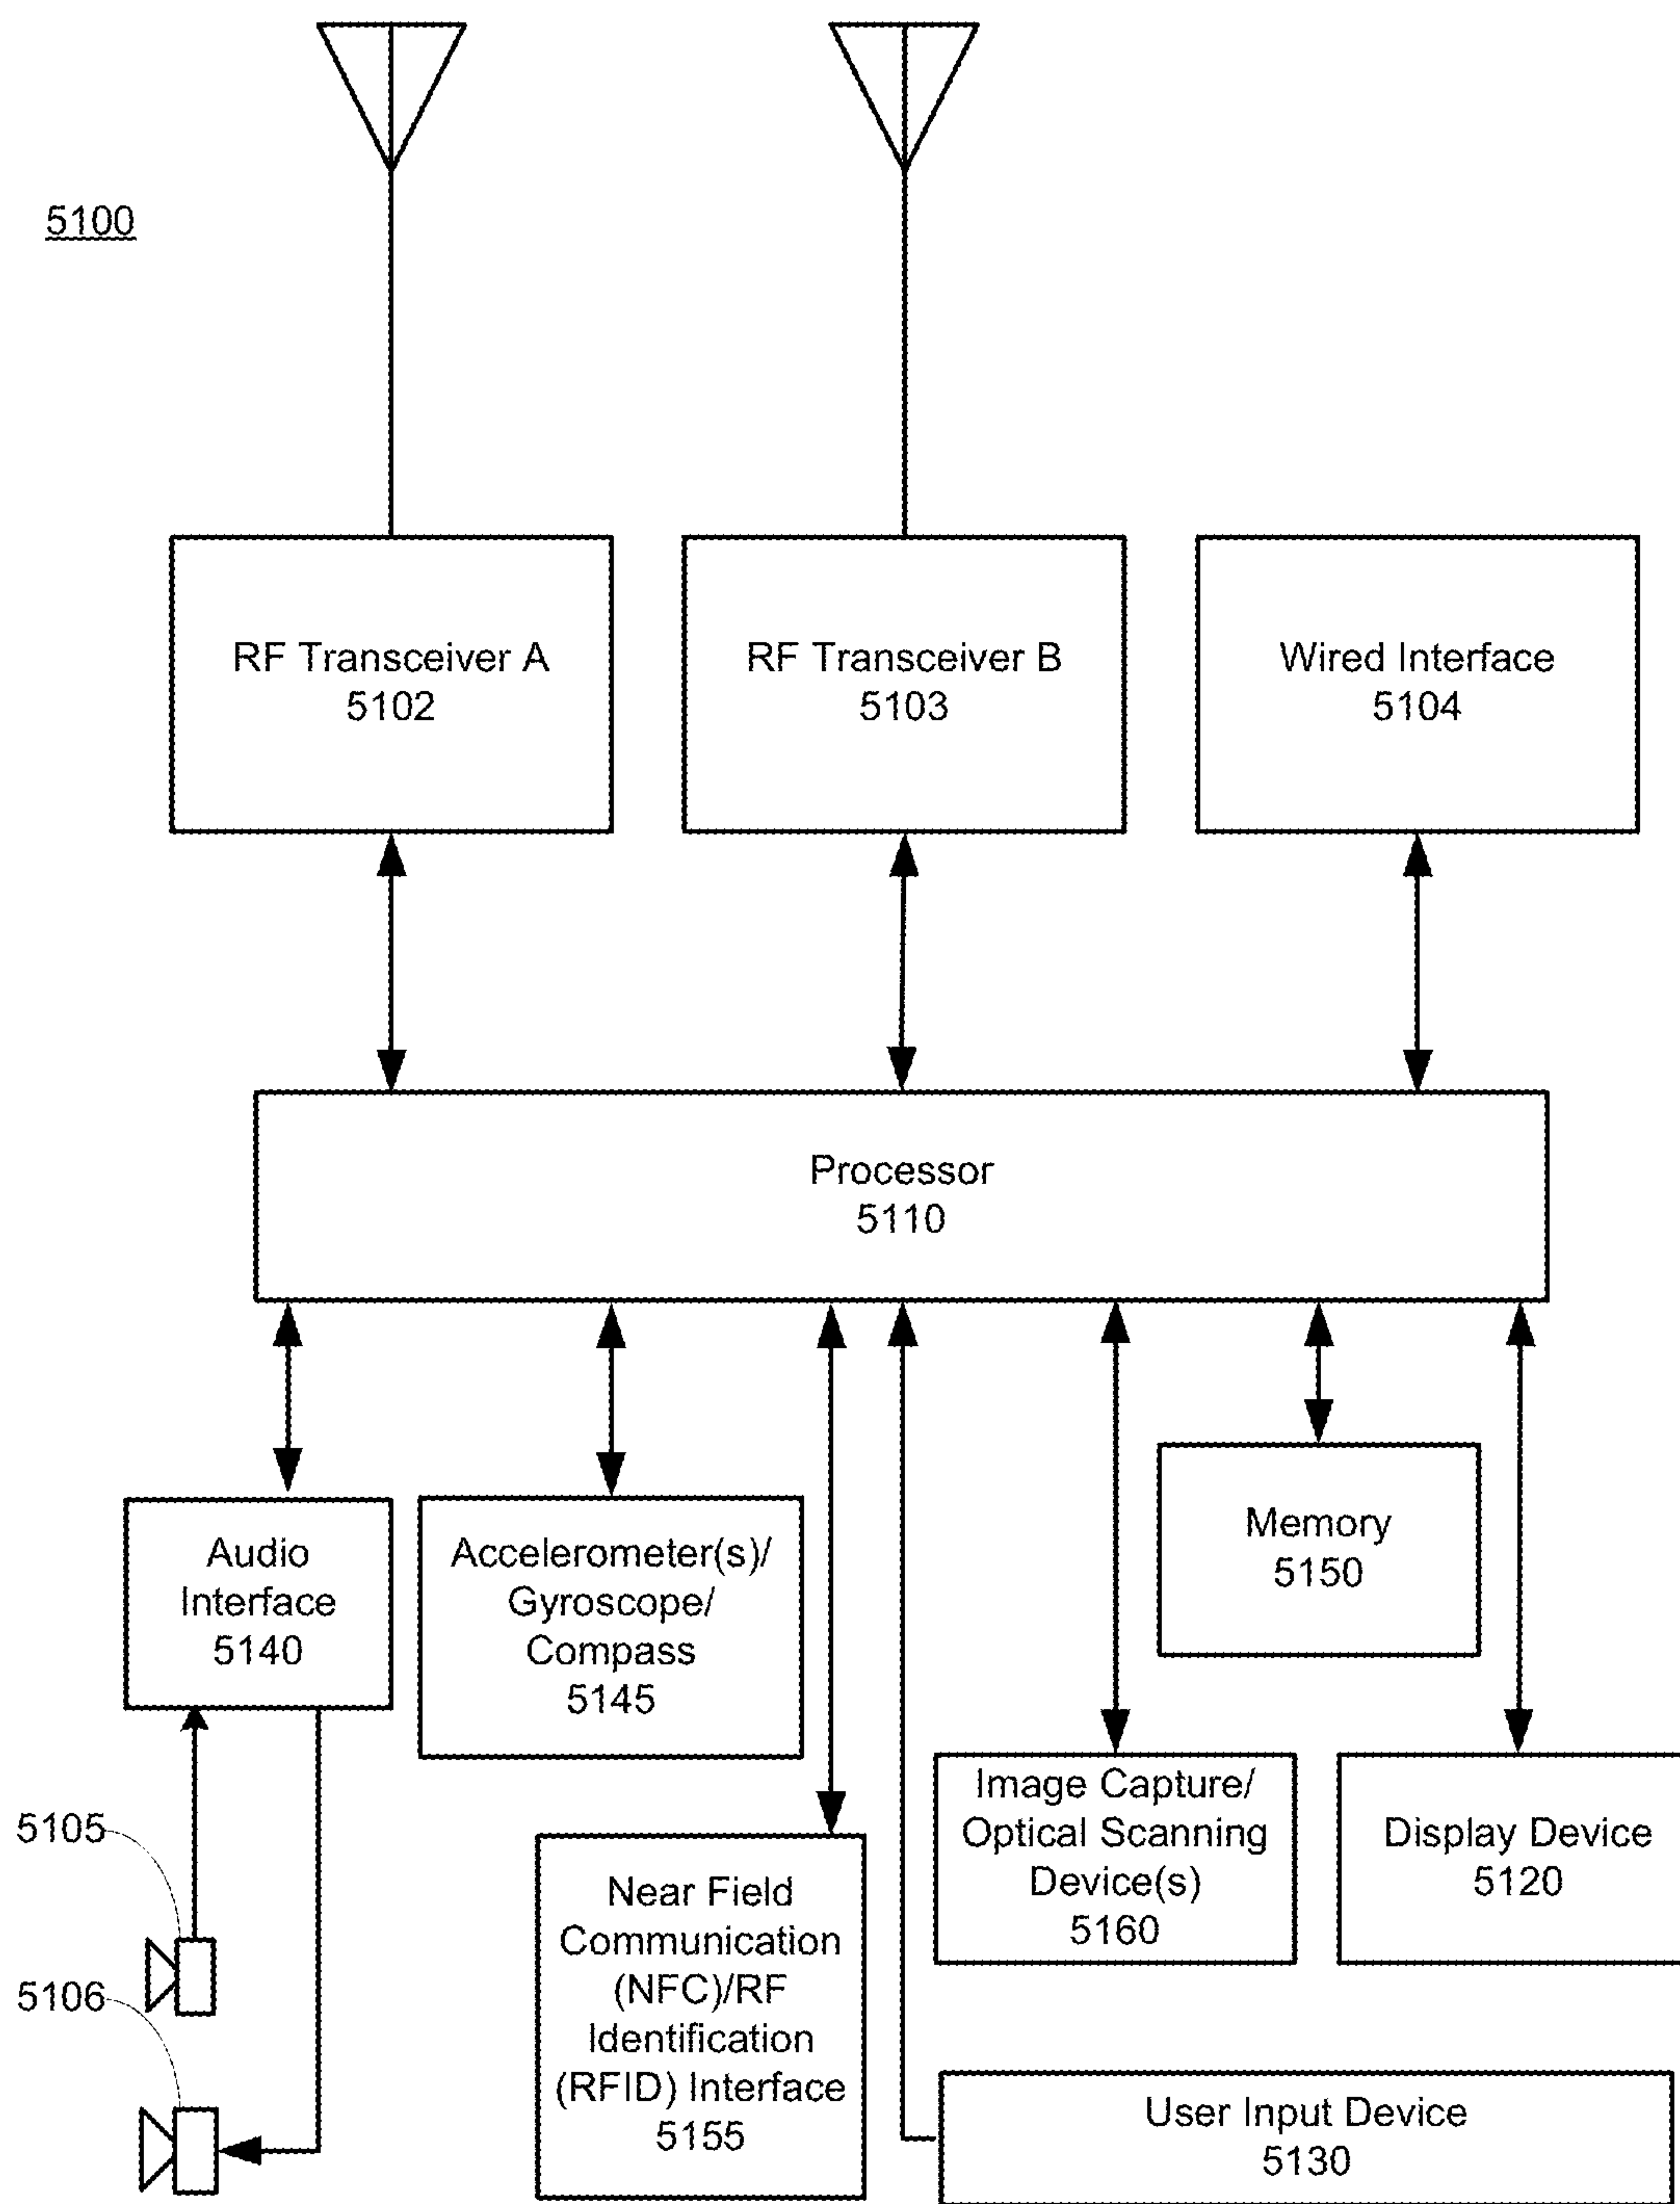 5100
RF Transceiver A
5102
RF Transceiver B
5103
Wired Interface
5104
Processor
5110
Audio
Interface
5140
Accelerometer(s)/
Gyroscope/
Compass
5145
Memory
5150
5105
5106
Near Field
Communication
(NFC)/RF
Identification
(RFID) Interface
5155
Image Capture/
Optical Scanning
Device(s)
5160
Display Device
5120
User Input Device
5130